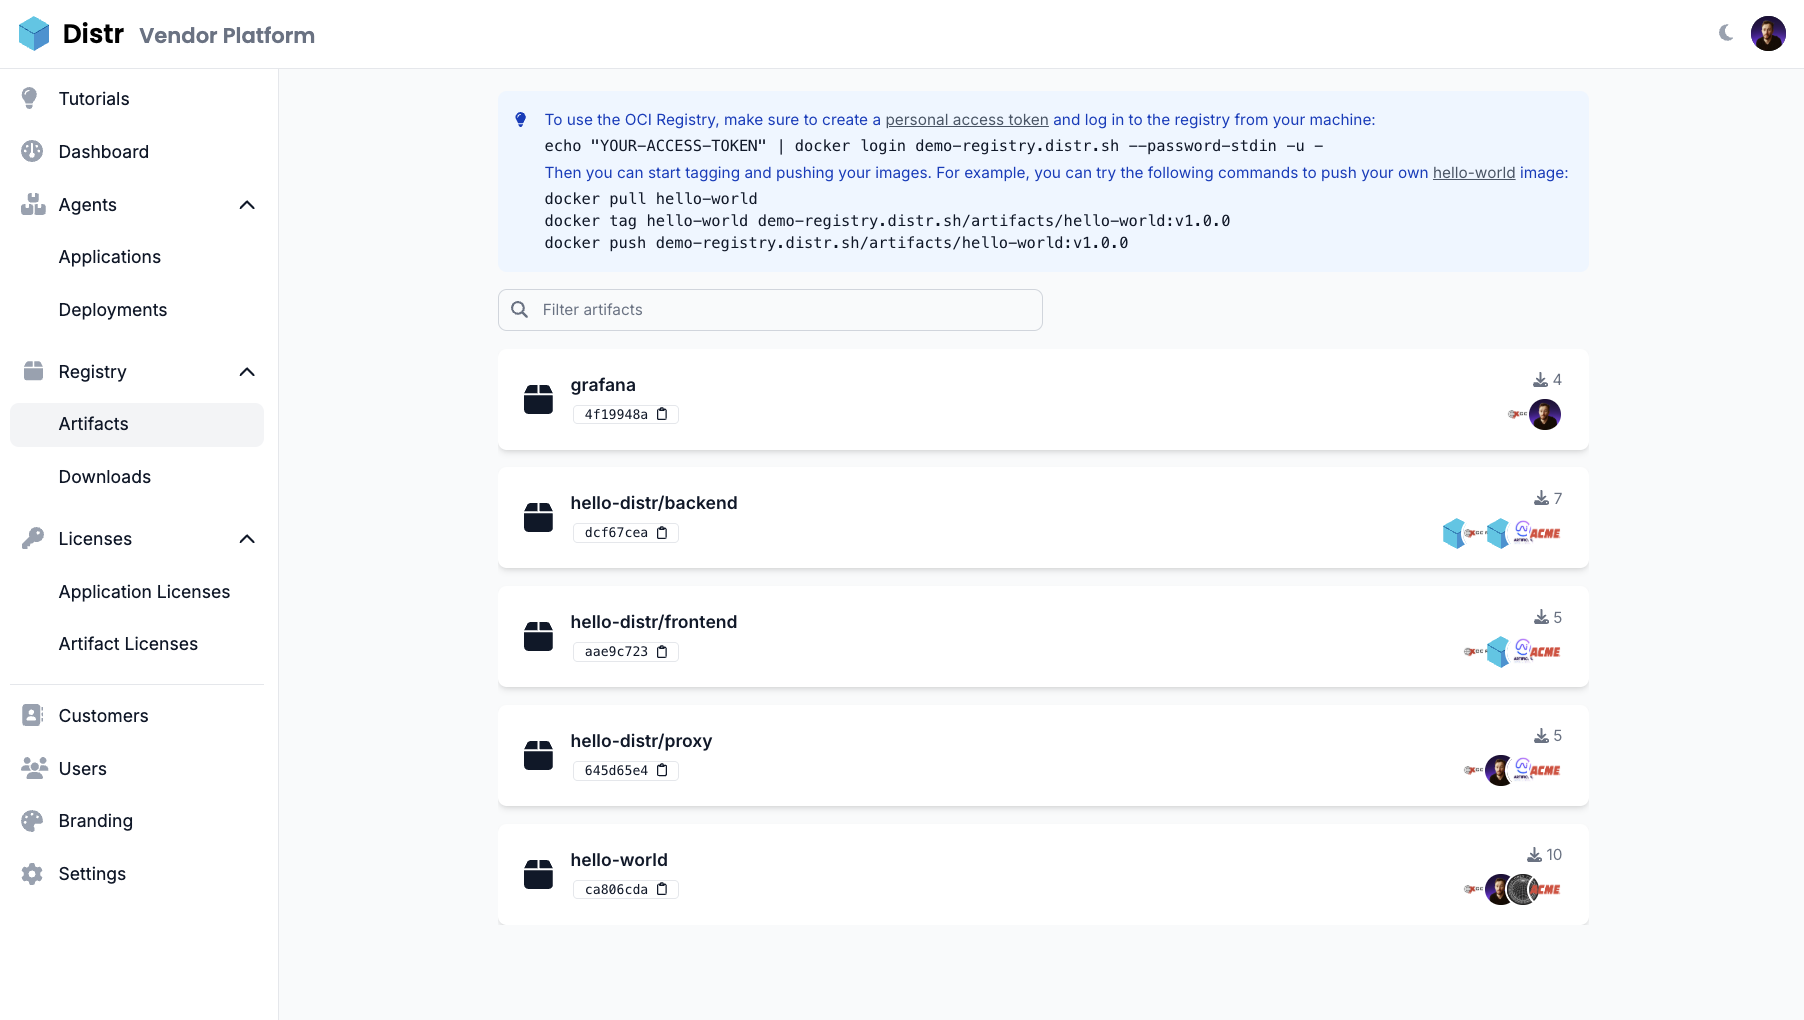 Distr Vendor Platform
Tutorials
Dashboard
Agents
Applications
Deployments
Registry
Artifacts
Downloads
Licenses
Application Licenses
Artifact Licenses
Customers
Users
Branding
Settings
To use the OCI Registry, make sure to create a personal access token and log in to the registry from your machine:
echo "YOUR-ACCESS-TOKEN" | docker login demo-registry.distr.sh --password-stdin -u -
Then you can start tagging and pushing your images. For example, you can try the following commands to push your own hello-world image:
docker pull hello-world
docker tag hello-world demo-registry.distr.sh/artifacts/hello-world:v1.0.0
docker push demo-registry.distr.sh/artifacts/hello-world:v1.0.0
Filter artifacts
grafana
4
4f19948a
hello-distr/backend
7
dcf67cea
ACME
hello-distr/frontend
5
aae9c723
ACME
hello-distr/proxy
5
645d65e4
ACME
hello-world
10
ca806cda
ACME